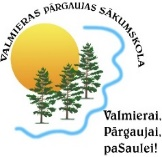 VALMIERAS PĀRGAUJAS SĀKUMSKOLA
Valmierai,
Pārgaujai,
paSaulei!